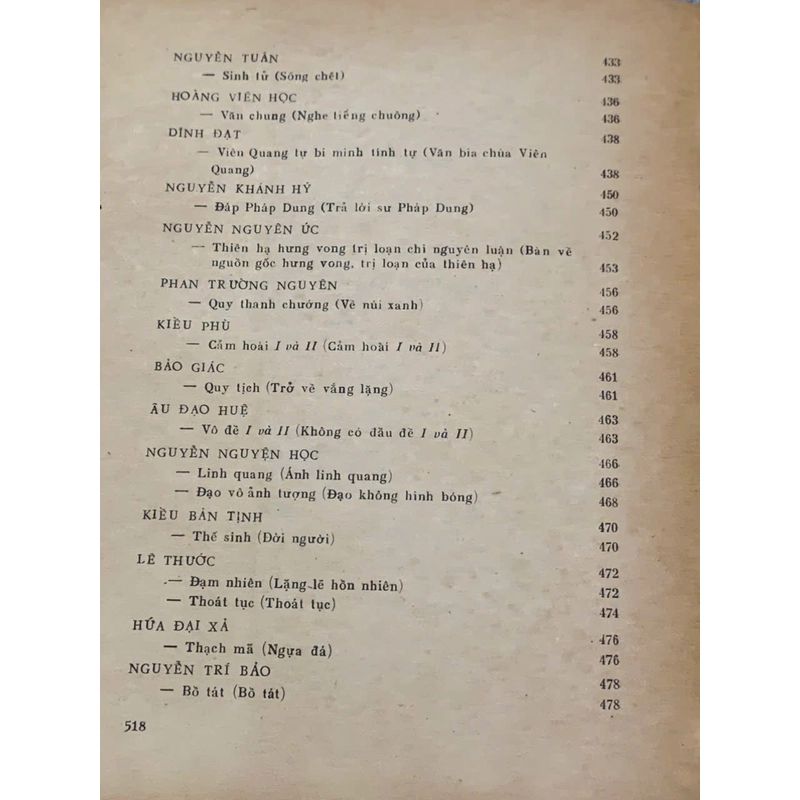 NGUYỄN TUÂN 433
— Sinh tử (Sống chết) 433
HOÀNG VIÊN HỌC 436
— Văn chung (Nghe tiếng chuông) 436
DĨNH ĐẠT 438
— Viên Quang tự bi minh tính tự (Văn bia chùa Viên
Quang) 438
NGUYỄN KHÁNH HỶ 450
— Đáp Pháp Dung (Trả lời sư Pháp Dung) 450
NGUYỄN NGUYÊN ỨC 452
— Thiên hạ hưng vong trị loạn chi nguyên luận (Bàn về
nguồn gốc hưng vong, trị loạn của thiên hạ) 453
PHAN TRƯỜNG NGUYÊN 456
— Quy thanh chướng (Về núi xanh) 456
KIỀU PHÙ 458
— Cảm hoài I và II (Cảm hoài I và II) 458
BẢO GIÁC 461
— Quy tịch (Trở về vắng lặng) 461
ÂU ĐẠO HUỆ 463
— Vô đề I và II (Không có đầu đề I và II) 463
NGUYỄN NGUYỆN HỌC 466
— Linh quang (Ánh linh quang) 466
— Đạo vô ảnh tượng (Đạo không hình bóng) 468
KIỀU BẢN TỊNH 470
— Thế sinh (Đời người) 470
LÊ THƯỚC 472
— Đạm nhiên (Lặng lẽ hồn nhiên) 472
— Thoát tục (Thoát tục) 474
HỨA ĐẠI XẢ 476
— Thạch mã (Ngựa đá) 476
NGUYỄN TRÍ BẢO 478
— Bồ tát (Bồ tát) 478
518